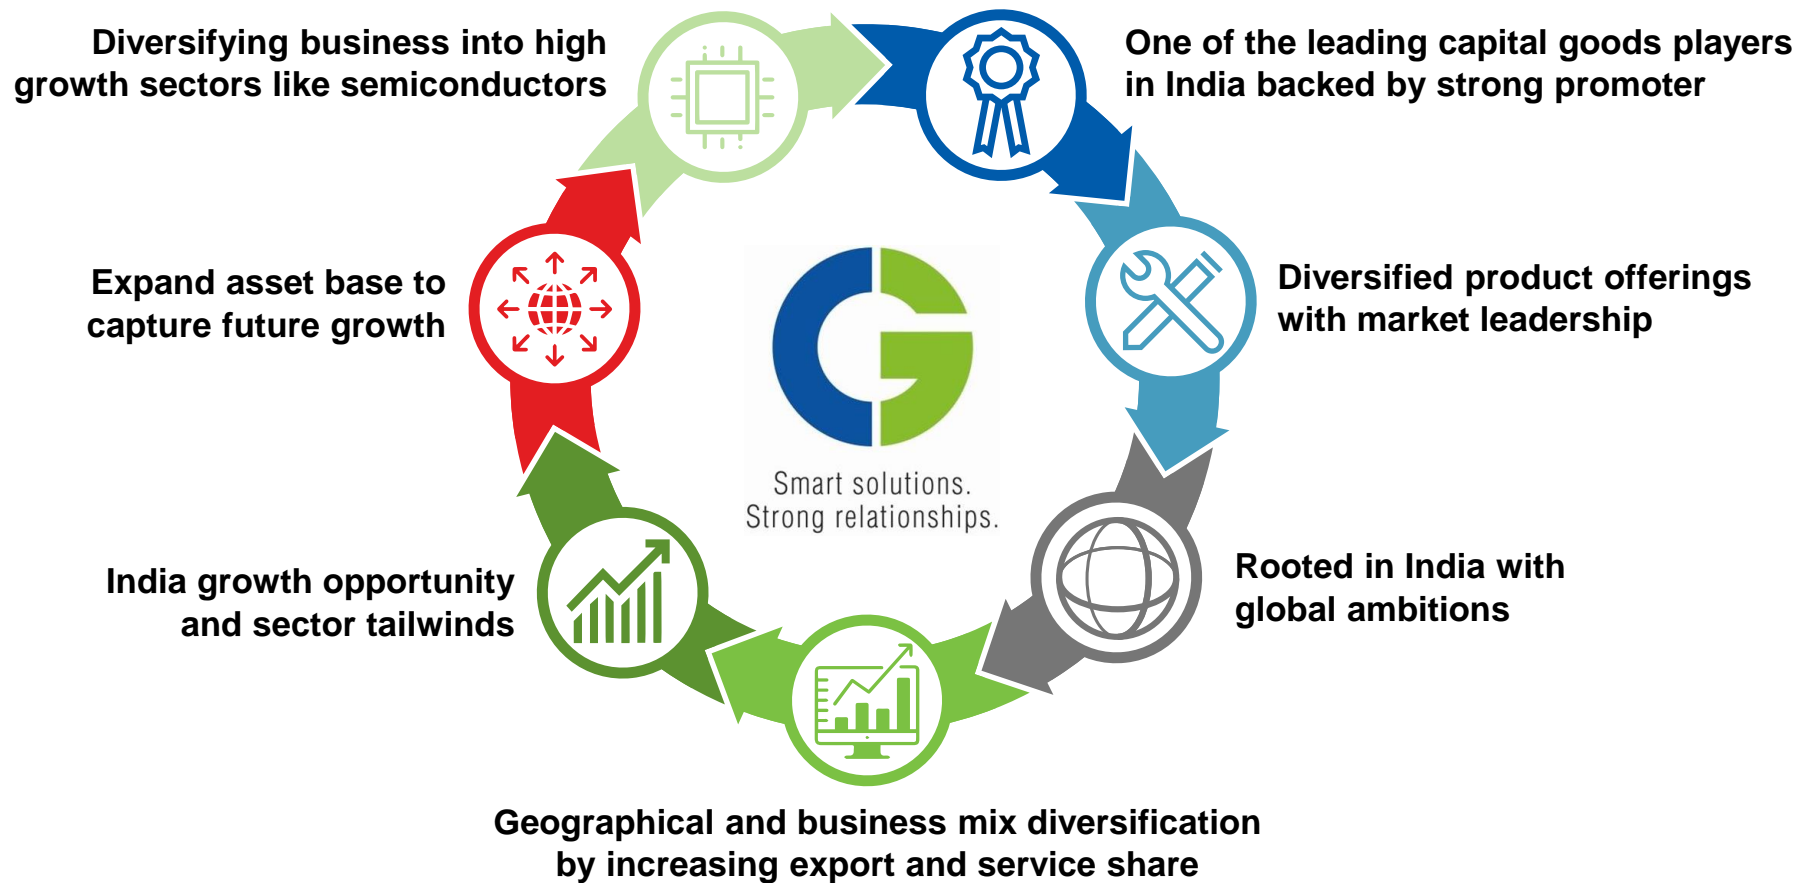 Diversifying business into high
growth sectors like semiconductors
One of the leading capital goods players
in India backed by strong promoter
Expand asset base to
capture future growth
Diversified product offerings
with market leadership
Smart solutions.
Strong relationships.
India growth opportunity
and sector tailwinds
Rooted in India with
global ambitions
Geographical and business mix diversification
by increasing export and service share